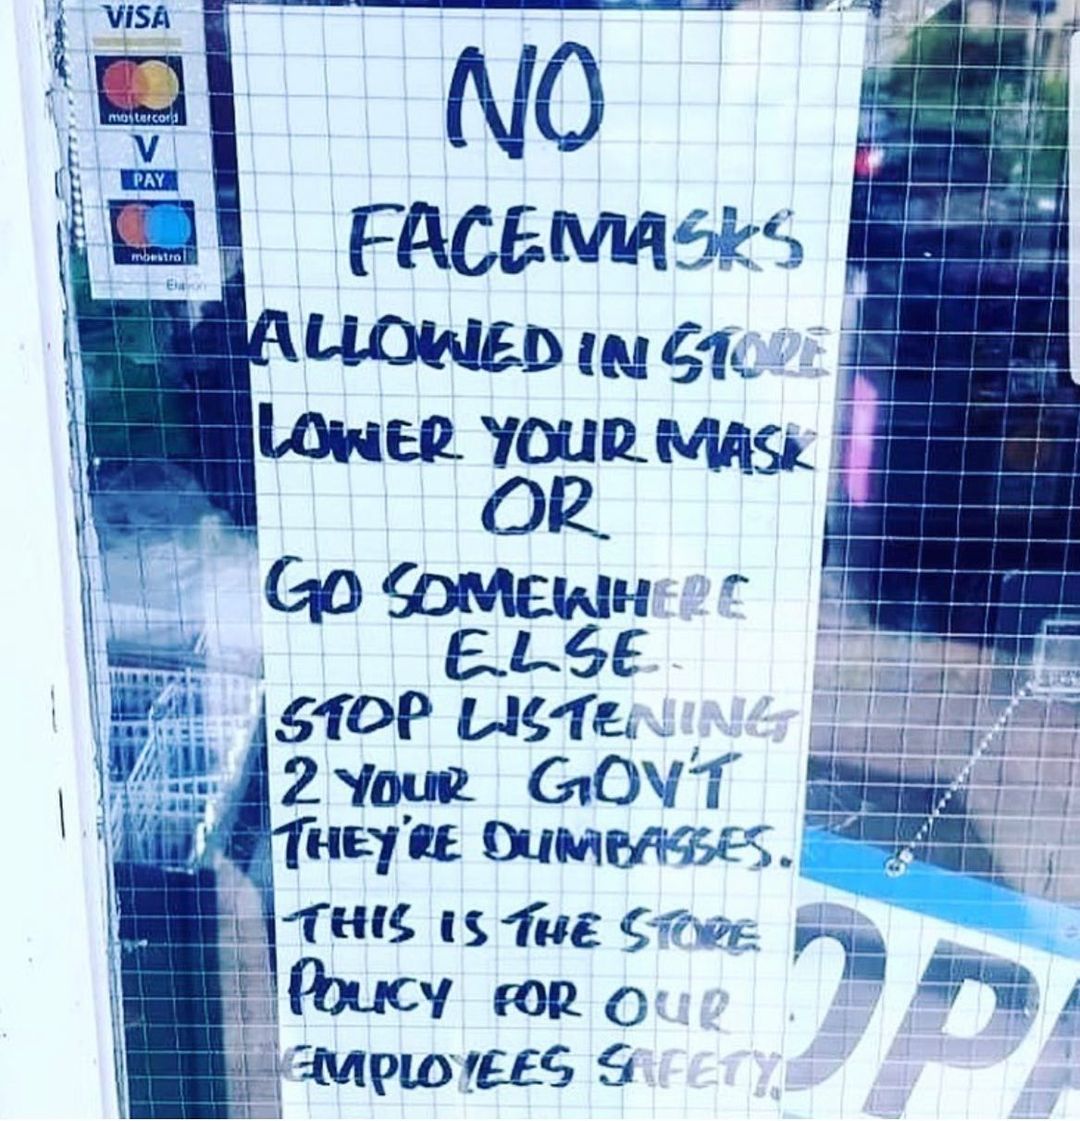 VISA
mastercard
V
PAY
maestro
NO
FACEMASKS
ALLOWED IN STORE
LOWER YOUR MASK
OR
GO SOMEWHERE
ELSE
STOP LISTENING
2 YOUR GOV'T
THEY'RE DUMBASSES.
THIS IS THE STORE
POLICY FOR OUR
EMPLOYEES SAFETY.
OP